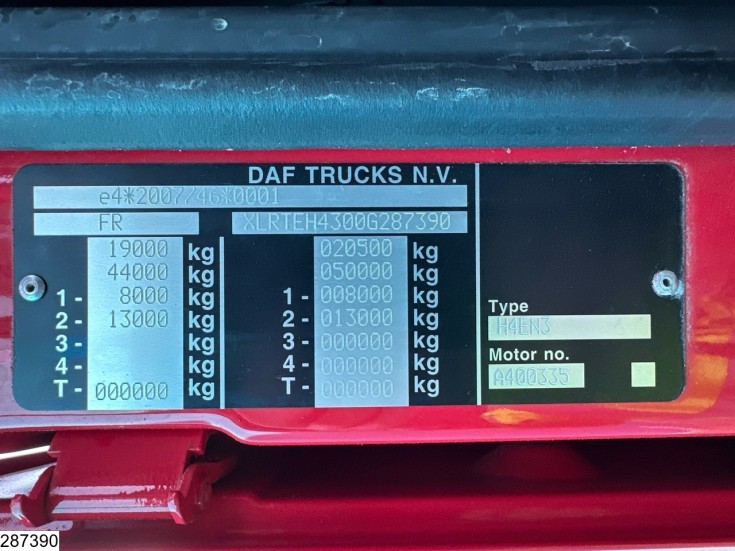 DAF TRUCKS N.V.
e4*2007/46*0001
FR XLRTEH4300G287390
19000 kg 020500 kg
44000 kg 050000 kg
1- 8000 kg 1- 008000 kg
2- 13000 kg 2- 013000 kg
3- kg 3- 000000 kg
4- kg 4- 000000 kg
T- 000000 kg T- 000000 kg
Type
H4EN3
Motor no.
A400335
287390